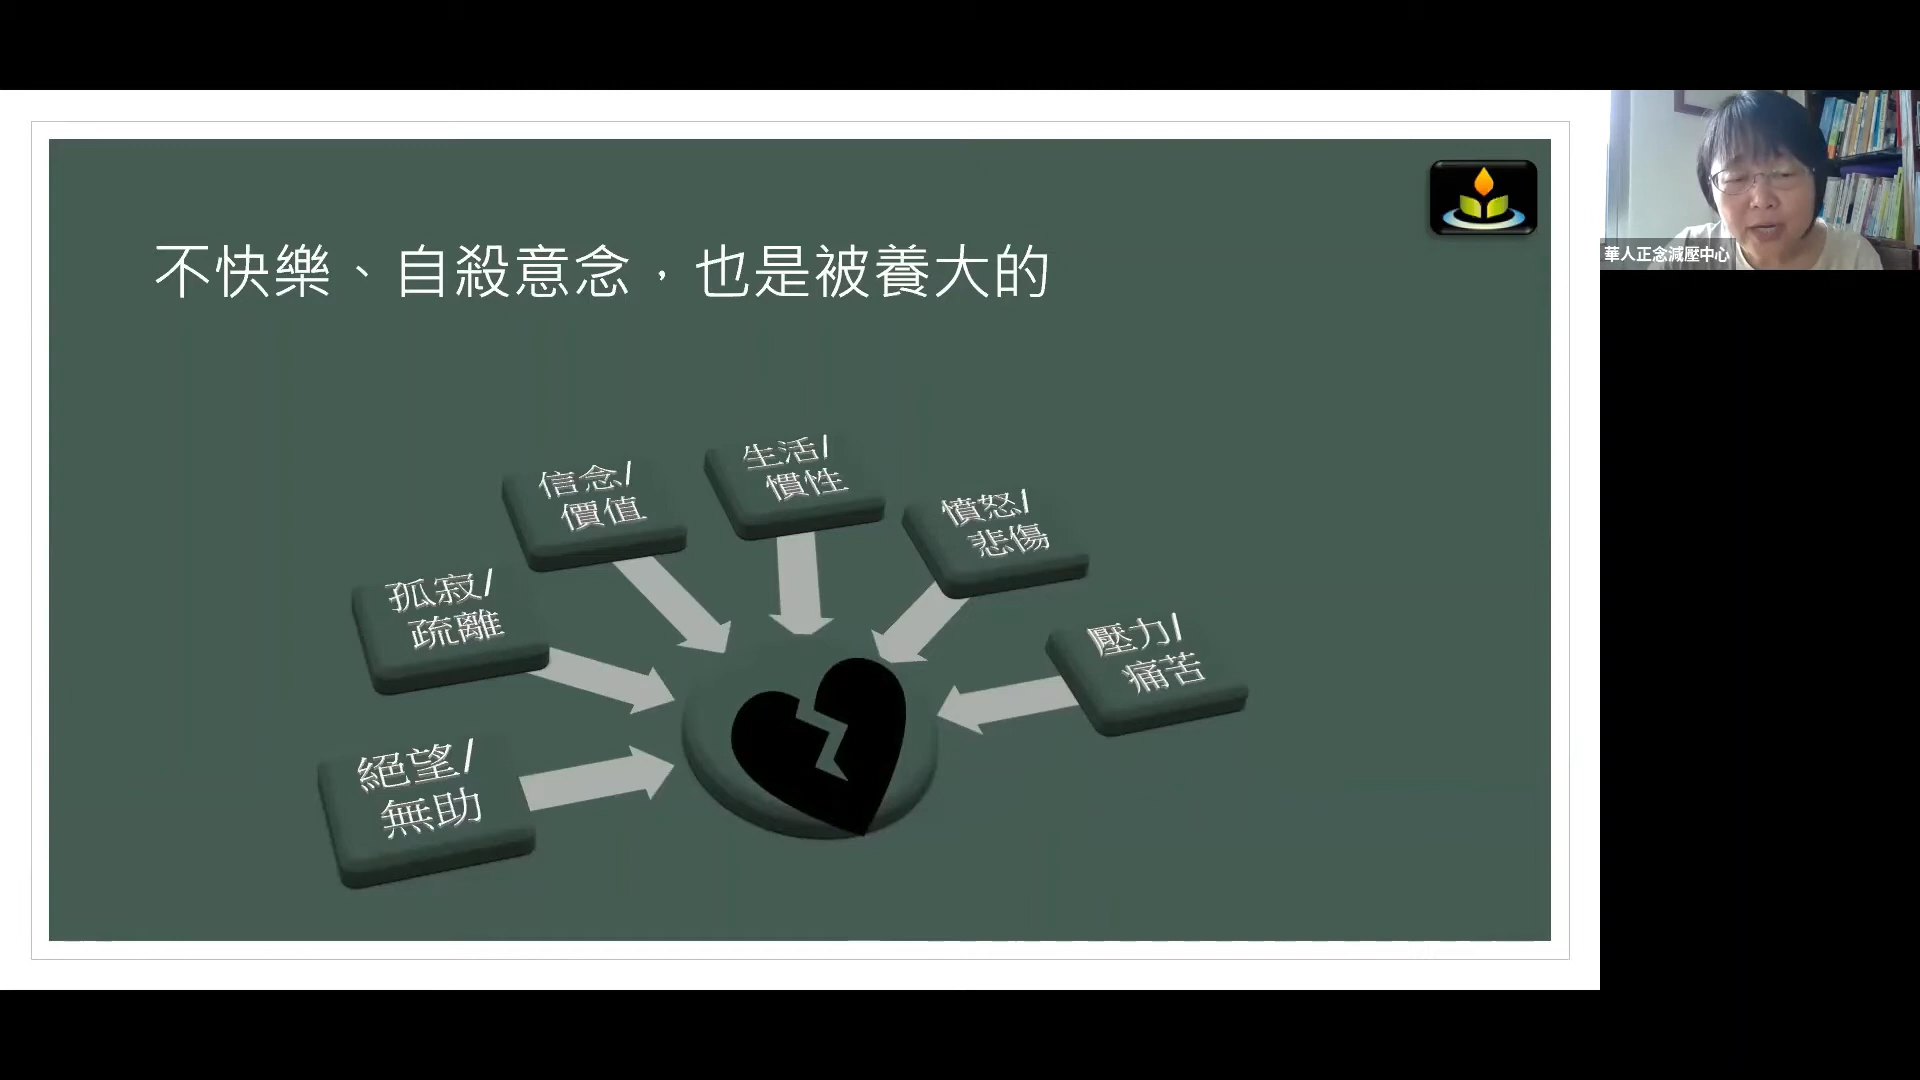 不快樂、自殺意念，也是被養大的
生活/
慣性
信念/
價值
憤怒/
悲傷
孤寂/
疏離
壓力/
痛苦
絕望/
無助
華人正念減壓中心